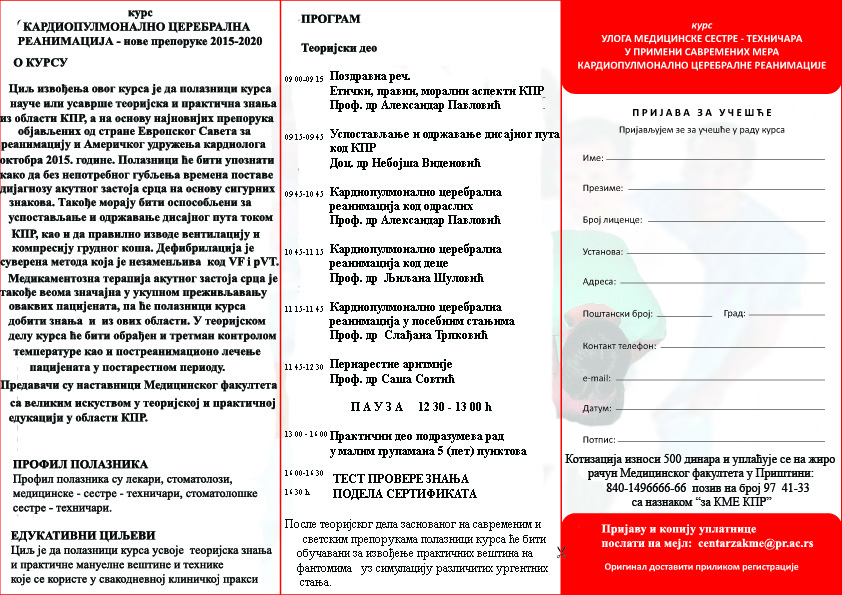 курс
КАРДИОПУЛМОНАЛНО ЦЕРЕБРАЛНА
РЕАНИМАЦИЈА - нове препоруке 2015-2020
О КУРСУ
Циљ извођења овог курса је да полазници курса
науче или усаврше теоријска и практична знања
из области КПР, а на основу најновијих препорука
објављених од стране Европског Савета за
реанимацију и Америчког удружења кардиолога
октобра 2015. године. Полазници ће бити упознати
како да без непотребног губљења времена поставе
дијагнозу акутног застоја срца на основу сигурних
знакова. Такође морају бити оспособљени за
успостављање и одржавање дисајног пута током
КПР, као и да правилно изводе вентилацију и
компресију грудног коша. Дефибрилација је
суверена метода која је незаменљива код VF i pVT.
Медикаментозна терапија акутног застоја срца је
такође веома значајна у укупном преживљавању
оваквих пацијената, па ће полазници курса
добити знања и из ових области. У теоријском
делу курса ће бити обрађен и третман контролом
температуре као и постреанимационо лечење
пацијената у постарестном периоду.
Предавачи су наставници Медицинског факултета
са великим искуством у теоријској и практичној
едукацији у области КПР.
ПРОФИЛ ПОЛАЗНИКА
Профил полазника су лекари, стоматолози,
медицинске - сестре - техничари, стоматолошке
сестре - техничари.
ЕДУКАТИВНИ ЦИЉЕВИ
Циљ је да полазници курса усвоје теоријска знања
и практичне мануелне вештине и технике
које се користе у свакодневној клиничкој пракси
ПРОГРАМ
Теоријски део
09 00-09 15 Поздравна реч.
Етички, правни, морални аспекти КПР
Проф. др Александар Павловић
09 15-09 45 Успостављање и одржавање дисајног пута
код КПР
Доц. др Небојша Виденовић
09 45-10 45 Кардиопулмонално церебрална
реанимација код одраслих
Проф. др Александар Павловић
10 45-11 15 Кардиопулмонално церебрална
реанимација код деце
Проф. др Љиљана Шуловић
11 15-11 45 Кардиопулмонално церебрална
реанимација у посебним стањима
Проф. др Слађана Трпковић
11 45-12 30 Периарестне аритмије
Проф. др Саша Совтић
П А У З А 12 30 - 13 00 h
13 00 - 16 00 Практични део подразумева рад
у малим групамана 5 (пет) пунктова
16 00-16 30 ТЕСТ ПРОВЕРЕ ЗНАЊА
16 30 h ПОДЕЛА СЕРТИФИКАТА
После теоријског дела заснованог на савременим и
светским препорукама полазници курса ће бити
обучавани за извођење практичних вештина на
фантомима уз симулацију различитих ургентних
стања.
курс
УЛОГА МЕДИЦИНСКЕ СЕСТРЕ - ТЕХНИЧАРА
У ПРИМЕНИ САВРЕМЕНИХ МЕРА
КАРДИОПУЛМОНАЛНО ЦЕРЕБРАЛНЕ РЕАНИМАЦИЈЕ
ПРИЈАВА ЗА УЧЕШЋЕ
Пријављујем зе за учешће у раду курса
Име:
Презиме:
Број лиценце:
Установа:
Адреса:
Поштански број: Град:
Контакт телефон:
e-mail:
Датум:
Потпис:
Котизација износи 500 динара и уплаћује се на жиро
рачун Медицинског факултета у Приштини:
840-1496666-66 позив на број 97 41-33
са назнаком “за КМЕ КПР”
Пријаву и копију уплатнице
послати на мејл: centarzakme@pr.ac.rs
Оригинал доставити приликом регистрације